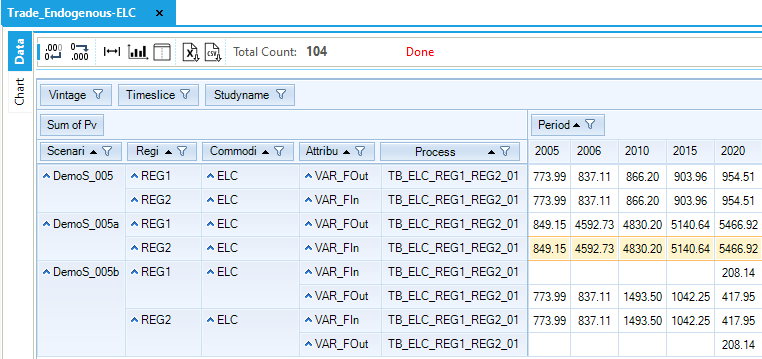 Trade_Endogenous-ELC ×
Data
Chart
.000 .00 Total Count: 104 Done
Vintage Timeslice Studyname
Sum of Pv Period
Scenari Regi Commodi Attribu Process 2005 2006 2010 2015 2020
DemoS_005 REG1 ELC VAR_FOut TB_ELC_REG1_REG2_01 773.99 837.11 866.20 903.96 954.51
REG2 ELC VAR_FIn TB_ELC_REG1_REG2_01 773.99 837.11 866.20 903.96 954.51
DemoS_005a REG1 ELC VAR_FOut TB_ELC_REG1_REG2_01 849.15 4592.73 4830.20 5140.64 5466.92
REG2 ELC VAR_FIn TB_ELC_REG1_REG2_01 849.15 4592.73 4830.20 5140.64 5466.92
DemoS_005b REG1 ELC VAR_FIn TB_ELC_REG1_REG2_01 208.14
VAR_FOut TB_ELC_REG1_REG2_01 773.99 837.11 1493.50 1042.25 417.95
REG2 ELC VAR_FIn TB_ELC_REG1_REG2_01 773.99 837.11 1493.50 1042.25 417.95
VAR_FOut TB_ELC_REG1_REG2_01 208.14